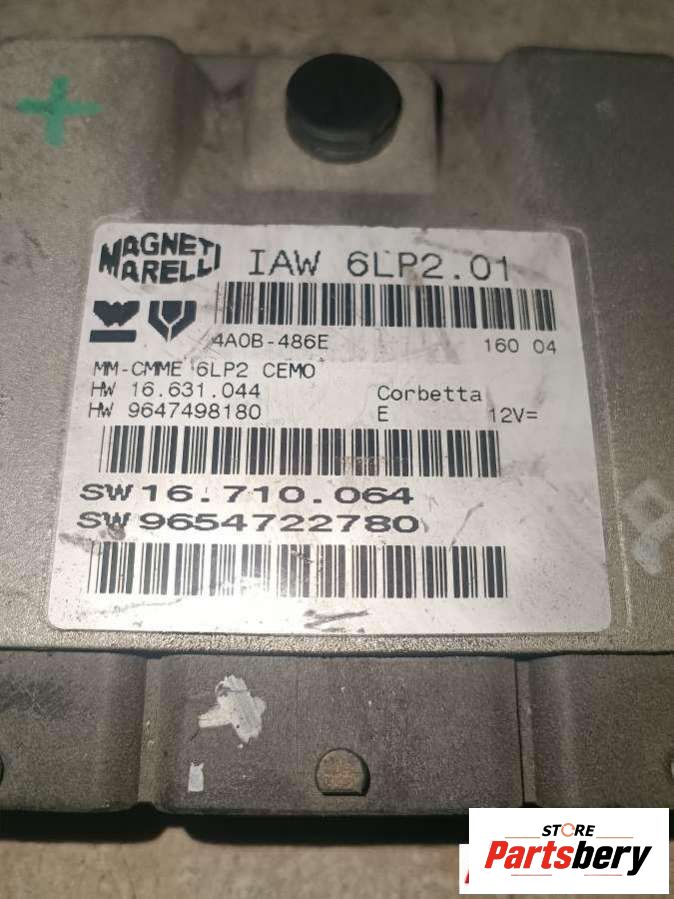 MAGNETI
MARELLI
IAW 6LP2.01
4A0B-486E 160 04
MM-CMME 6LP2 CEMO
HW 16.631.044 Corbetta
HW 9647498180 E 12V=
SW 16.710.064
SW 9654722780
STORE
Partsbery